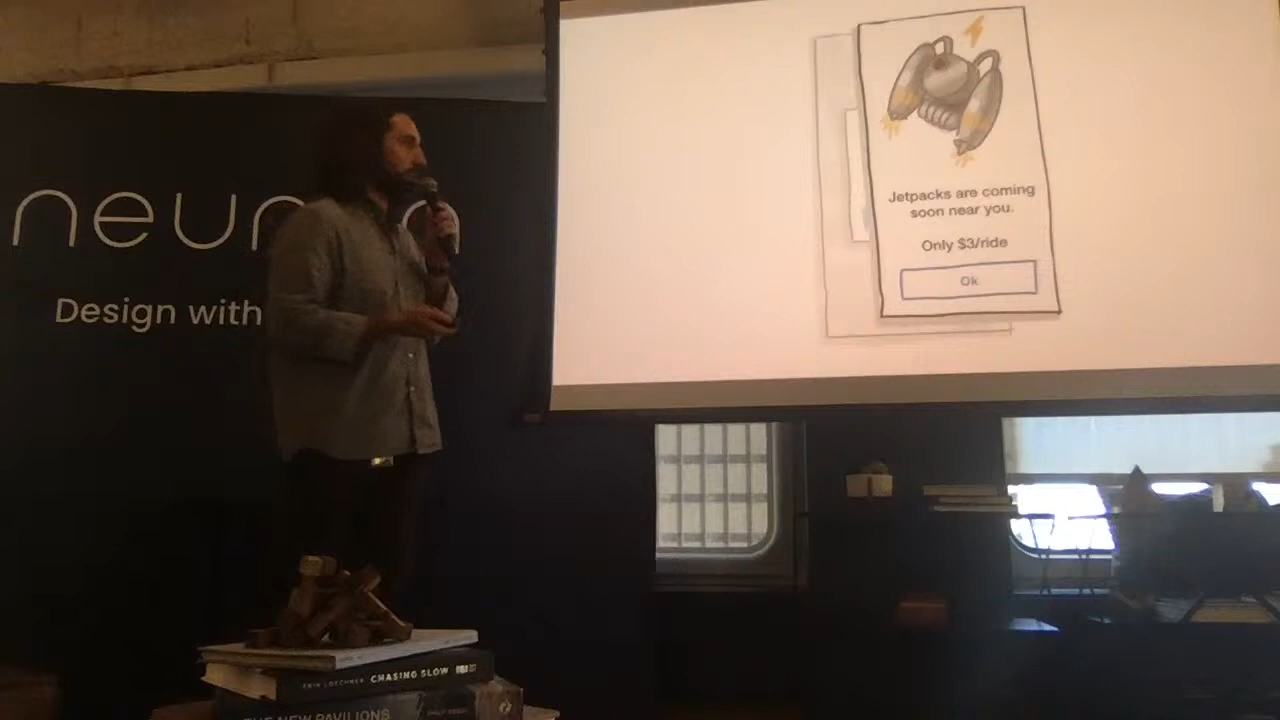 neur
Design with
Jetpacks are coming
soon near you.
Only $3/ride
Ok
ERIN LOECHNER CHASING SLOW
THE NEW PAVILIONS